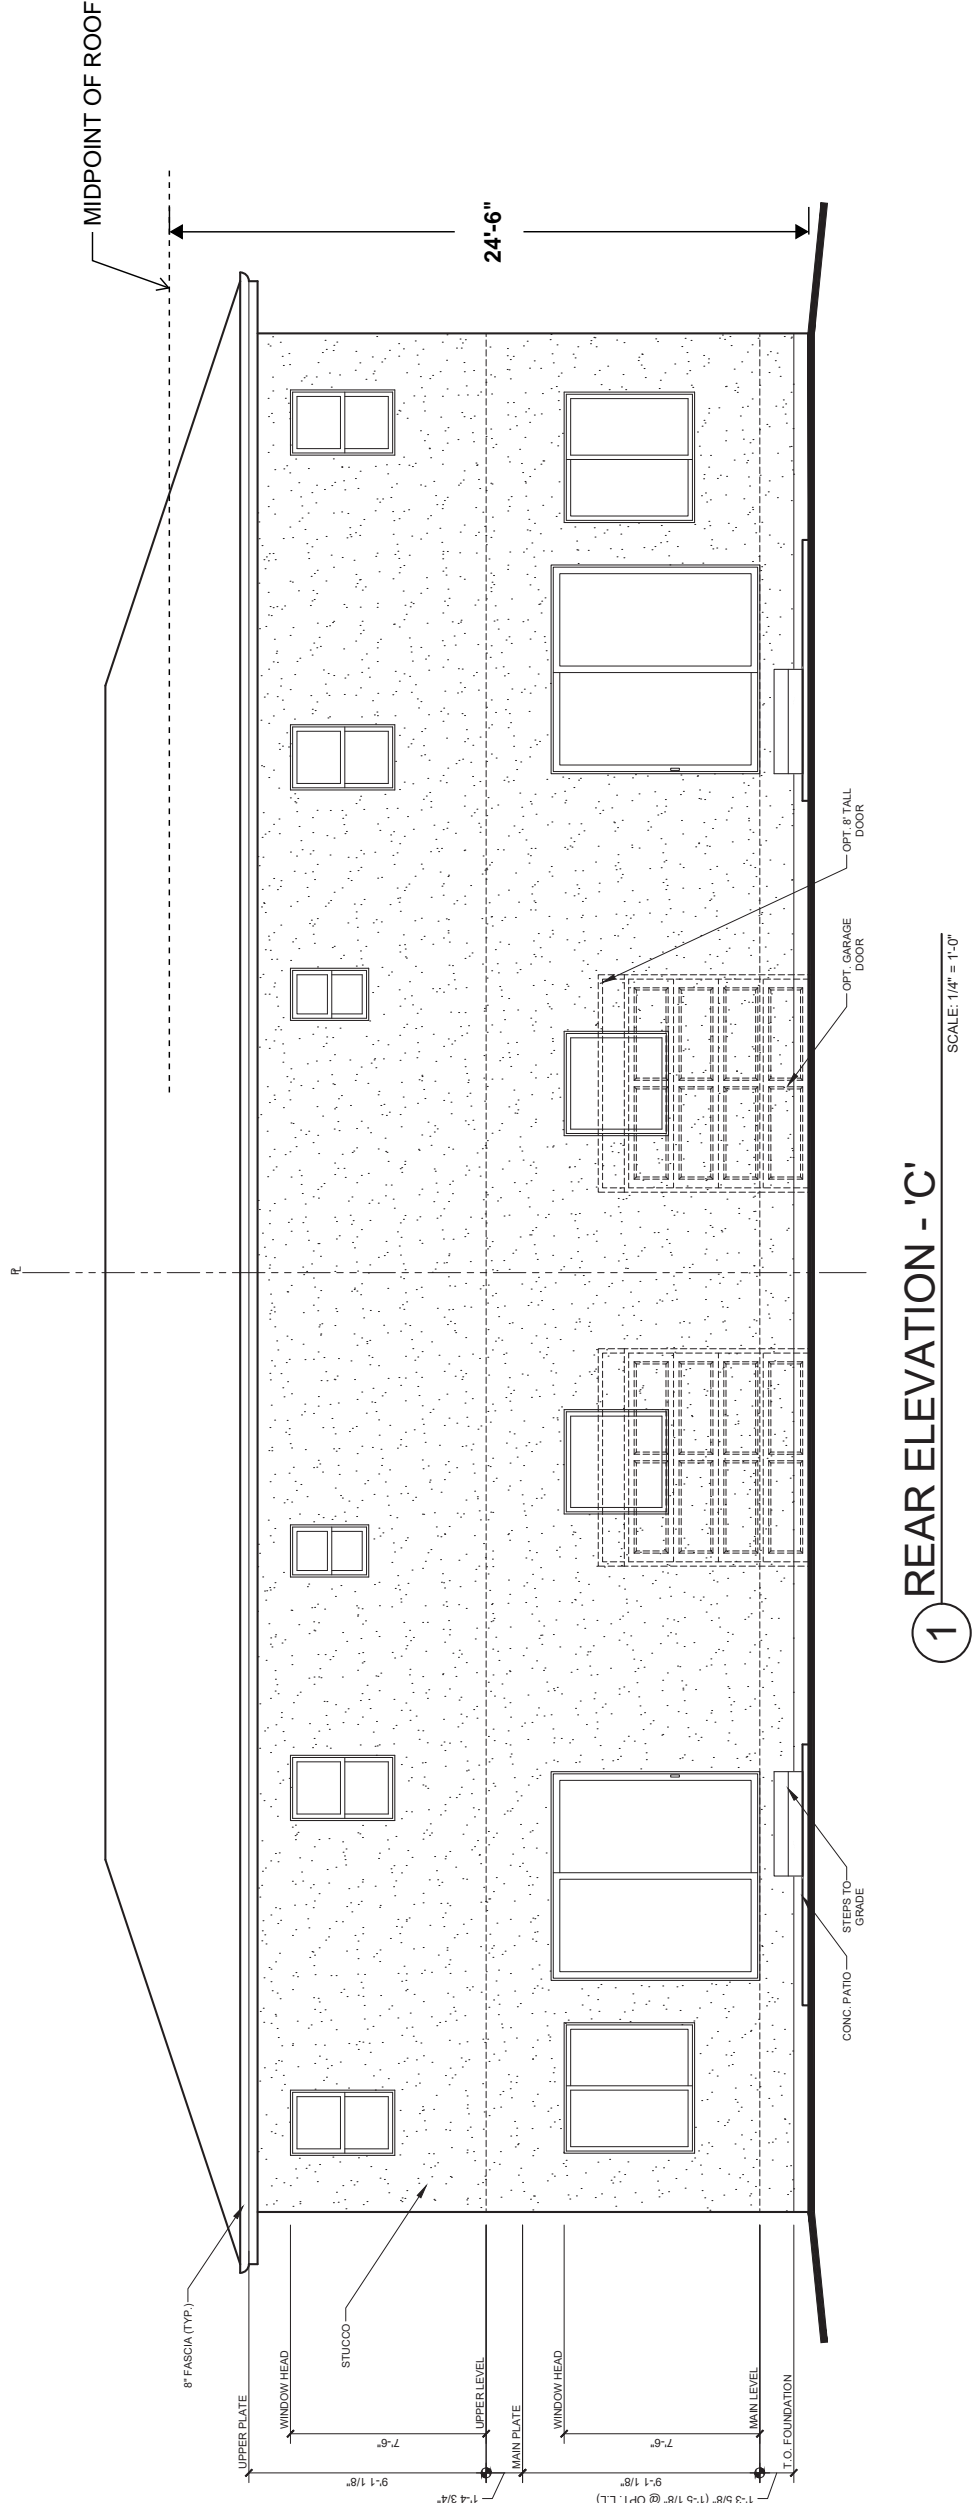 MIDPOINT OF ROOF
24'-6"
℄
8" FASCIA (TYP.)
STUCCO
UPPER PLATE
WINDOW HEAD
UPPER LEVEL
MAIN PLATE
WINDOW HEAD
MAIN LEVEL
T.O. FOUNDATION
7'-6"
7'-6"
9'-1 1/8"
1'-4 3/4"
9'-1 1/8"
1'-3 5/8" (1'-5 1/8" @ OPT. LL)
OPT. 8' TALL
DOOR
OPT. GARAGE
DOOR
STEPS TO
GRADE
CONC. PATIO
1
REAR ELEVATION - 'C'
SCALE: 1/4" = 1'-0"